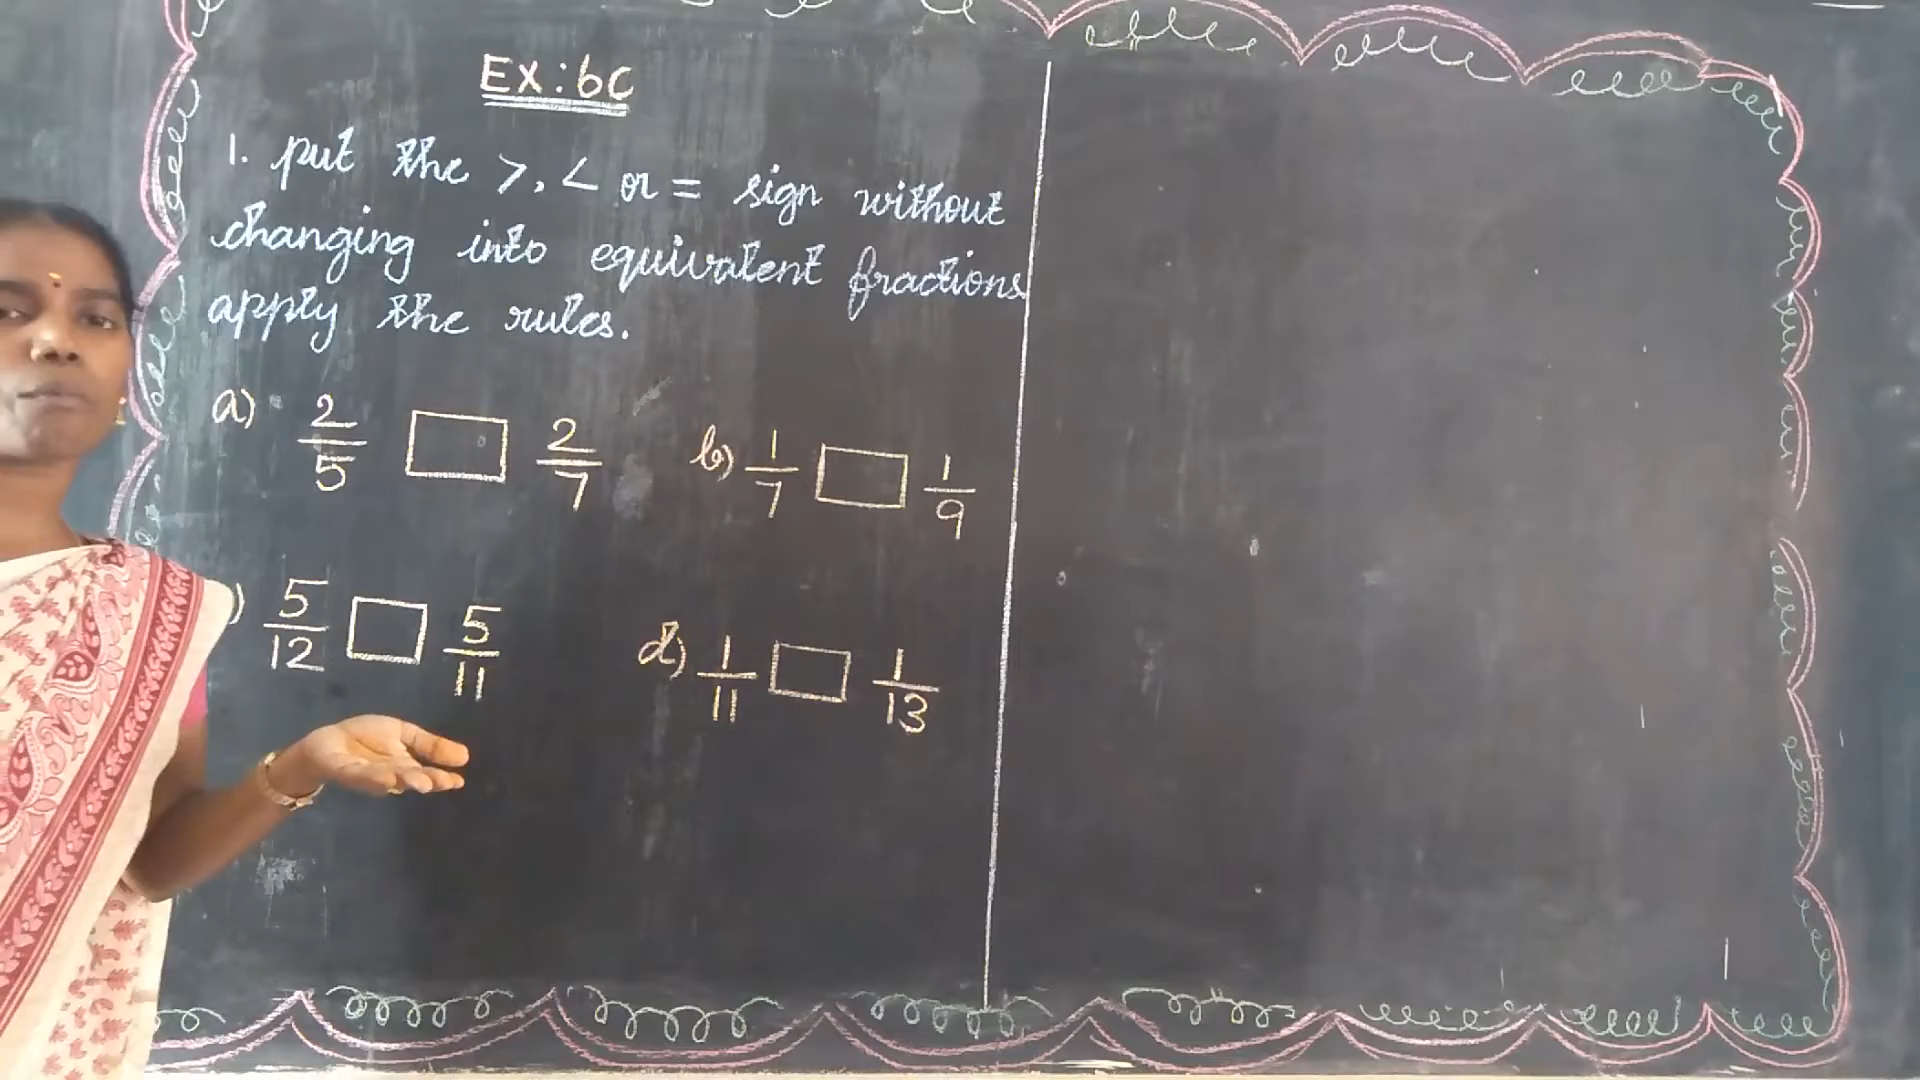 Ex:6C
1. put the >, < or = sign without
changing into equivalent fractions
apply the rules.
a) 2/5 □ 2/7 b) 1/7 □ 1/9
) 5/12 □ 5/11 d) 1/11 □ 1/13